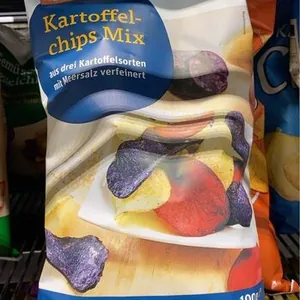 Kartoffel-
chips Mix
aus drei Kartoffelsorten
mit Meersalz verfeinert